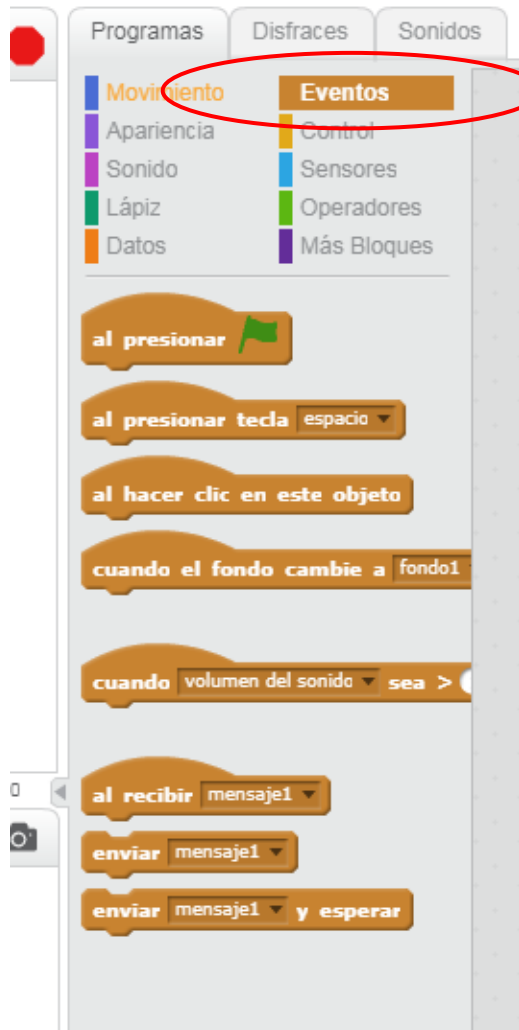 Programas Disfraces Sonidos
Movimiento Eventos
Apariencia Control
Sonido Sensores
Lápiz Operadores
Datos Más Bloques
al presionar
al presionar tecla espacio
al hacer clic en este objeto
cuando el fondo cambie a fondo1
cuando volumen del sonido sea >
0
al recibir mensaje1
enviar mensaje1
enviar mensaje1 y esperar